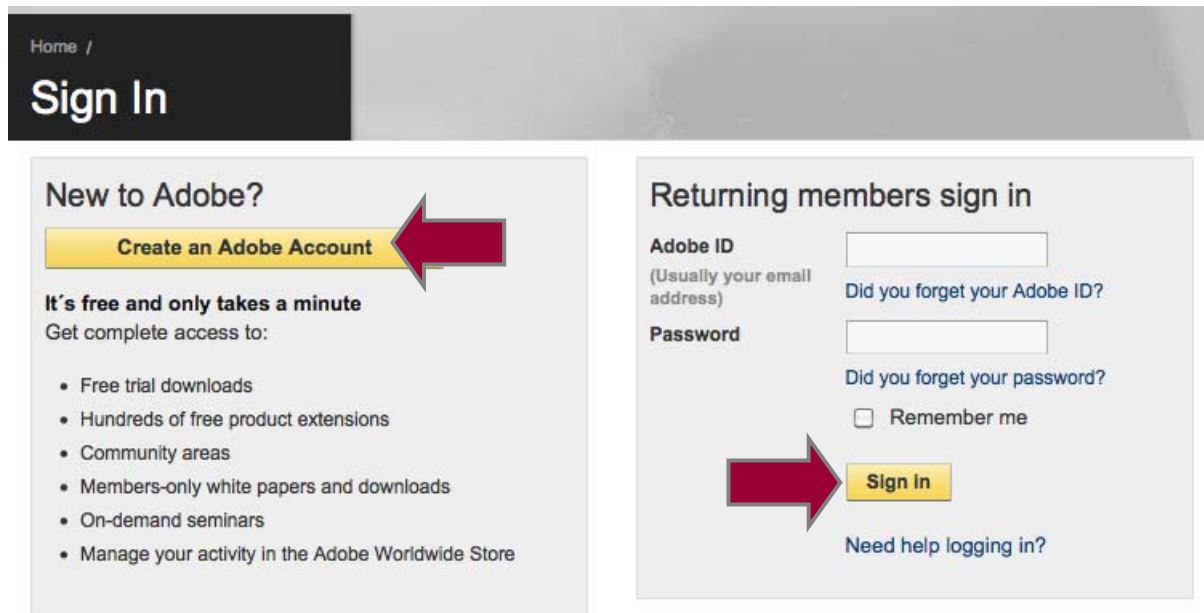 Home /
Sign In
New to Adobe?
Create an Adobe Account
It´s free and only takes a minute
Get complete access to:
• Free trial downloads
• Hundreds of free product extensions
• Community areas
• Members-only white papers and downloads
• On-demand seminars
• Manage your activity in the Adobe Worldwide Store
Returning members sign in
Adobe ID
(Usually your email
address)
Did you forget your Adobe ID?
Password
Did you forget your password?
Remember me
Sign in
Need help logging in?